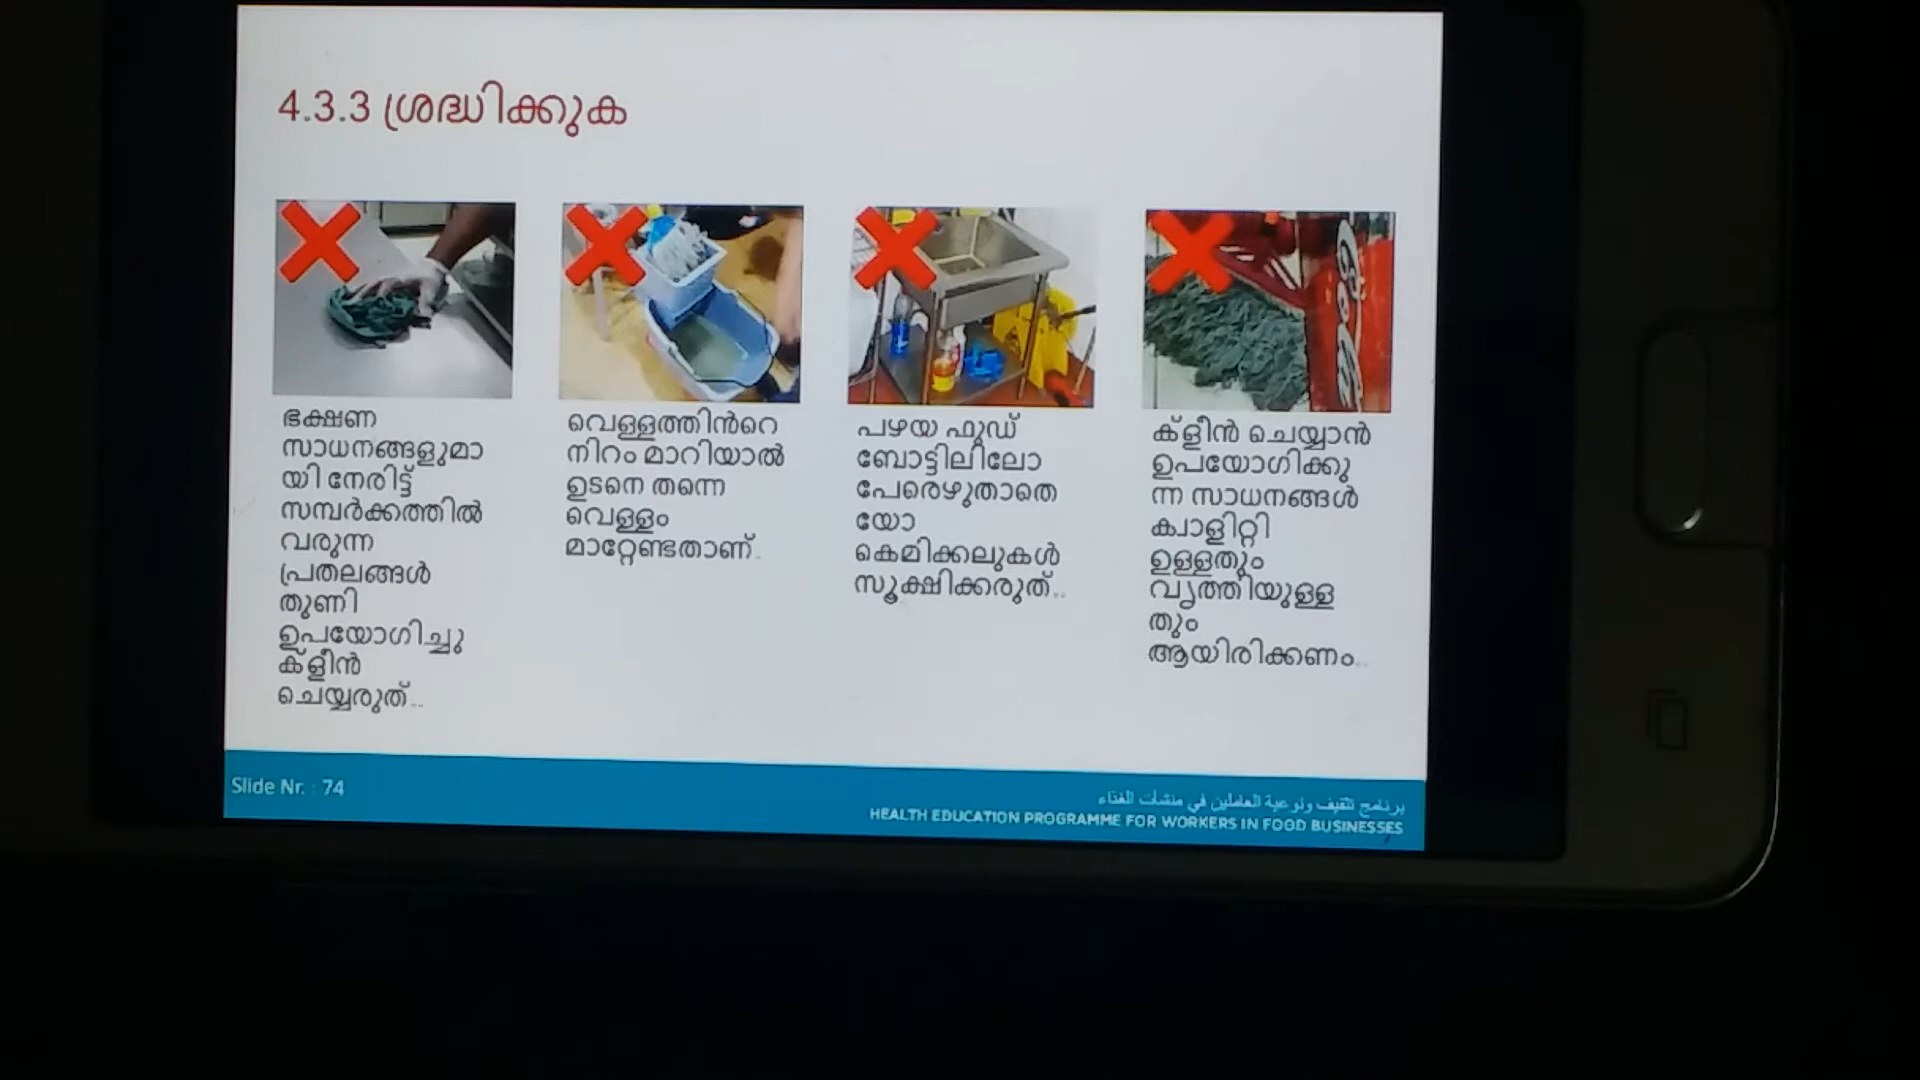 4.3.3 ശ്രദ്ധിക്കുക
ഭക്ഷണ
സാധനങ്ങളുമാ
യി നേരിട്ട്
സമ്പർക്കത്തിൽ
വരുന്ന
പ്രതലങ്ങൾ
തുണി
ഉപയോഗിച്ചു
ക്ളീൻ
ചെയ്യരുത്..
വെള്ളത്തിൻറെ
നിറം മാറിയാൽ
ഉടനെ തന്നെ
വെള്ളം
മാറ്റേണ്ടതാണ്..
പഴയ ഫുഡ്
ബോട്ടിലിലോ
പേരെഴുതാതെ
യോ
കെമിക്കലുകൾ
സൂക്ഷിക്കരുത്..
ക്ളീൻ ചെയ്യാൻ
ഉപയോഗിക്കു
ന്ന സാധനങ്ങൾ
ക്വാളിറ്റി
ഉള്ളതും
വൃത്തിയുള്ള
തും
ആയിരിക്കണം..
Slide Nr. : 74
برنامج تثقيف وتوعية العاملين في منشآت الغذاء
HEALTH EDUCATION PROGRAMME FOR WORKERS IN FOOD BUSINESSES